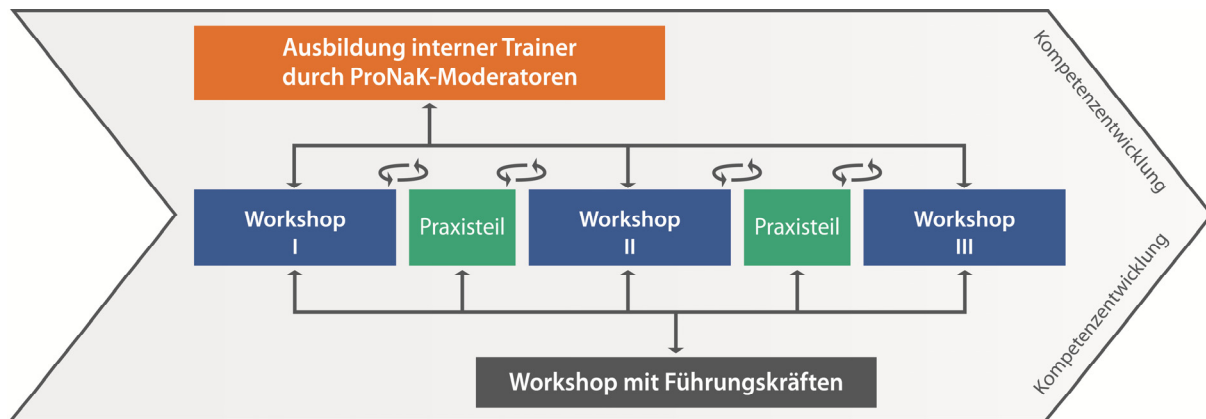 Ausbildung interner Trainer
durch ProNaK-Moderatoren
Kompetenzentwicklung
Workshop
I
Praxisteil
Workshop
II
Praxisteil
Workshop
III
Kompetenzentwicklung
Workshop mit Führungskräften